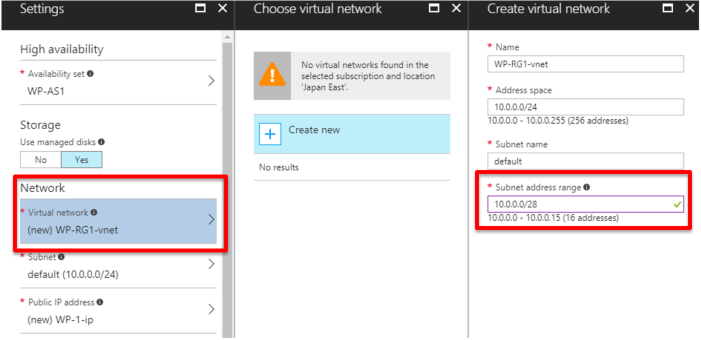 Settings
High availability
* Availability set
WP-AS1
Storage
Use managed disks
No Yes
Network
* Virtual network
(new) WP-RG1-vnet
* Subnet
default (10.0.0.0/24)
* Public IP address
(new) WP-1-ip
Choose virtual network
No virtual networks found in the
selected subscription and location
'Japan East'.
Create new
No results
Create virtual network
* Name
WP-RG1-vnet
* Address space
10.0.0.0/24
10.0.0.0 - 10.0.0.255 (256 addresses)
* Subnet name
default
* Subnet address range
10.0.0.0/28
10.0.0.0 - 10.0.0.15 (16 addresses)